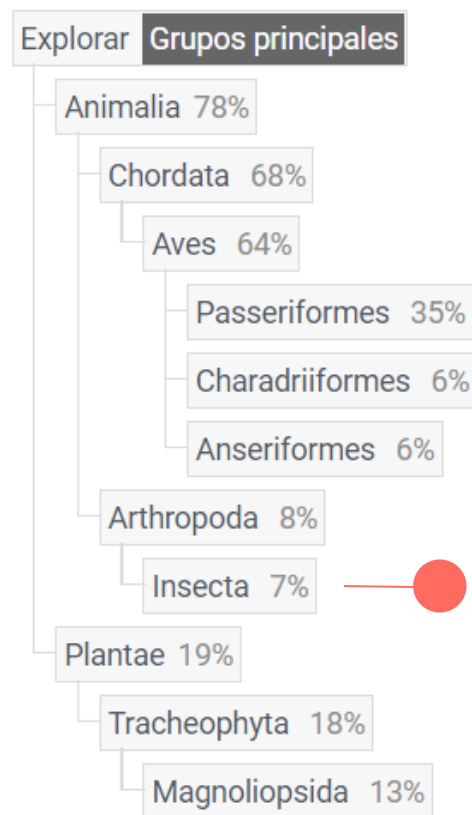 Explorar Grupos principales
Animalia 78%
Chordata 68%
Aves 64%
Passeriformes 35%
Charadriiformes 6%
Anseriformes 6%
Arthropoda 8%
Insecta 7%
Plantae 19%
Tracheophyta 18%
Magnoliopsida 13%